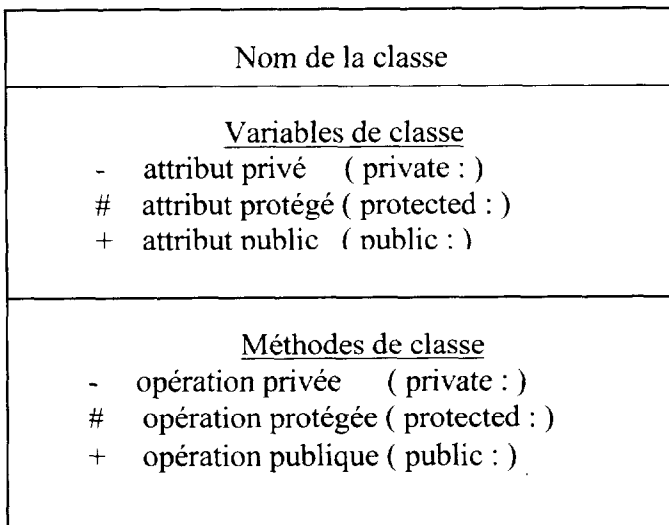 Nom de la classe
Variables de classe
- attribut privé ( private : )
# attribut protégé ( protected : )
+ attribut public ( public : )
Méthodes de classe
- opération privée ( private : )
# opération protégée ( protected : )
+ opération publique ( public : )